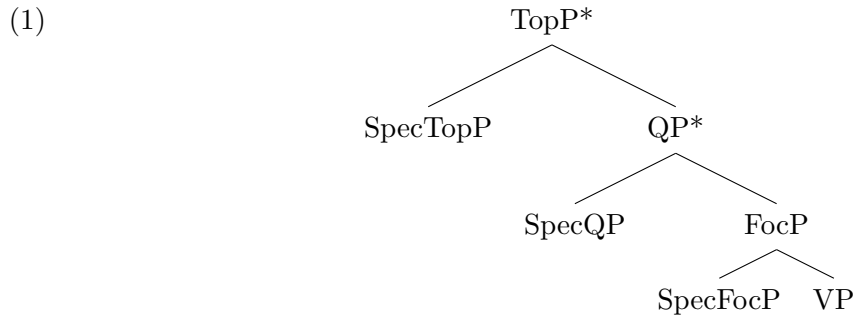 (1) TopP*
SpecTopP QP*
SpecQP FocP
SpecFocP VP